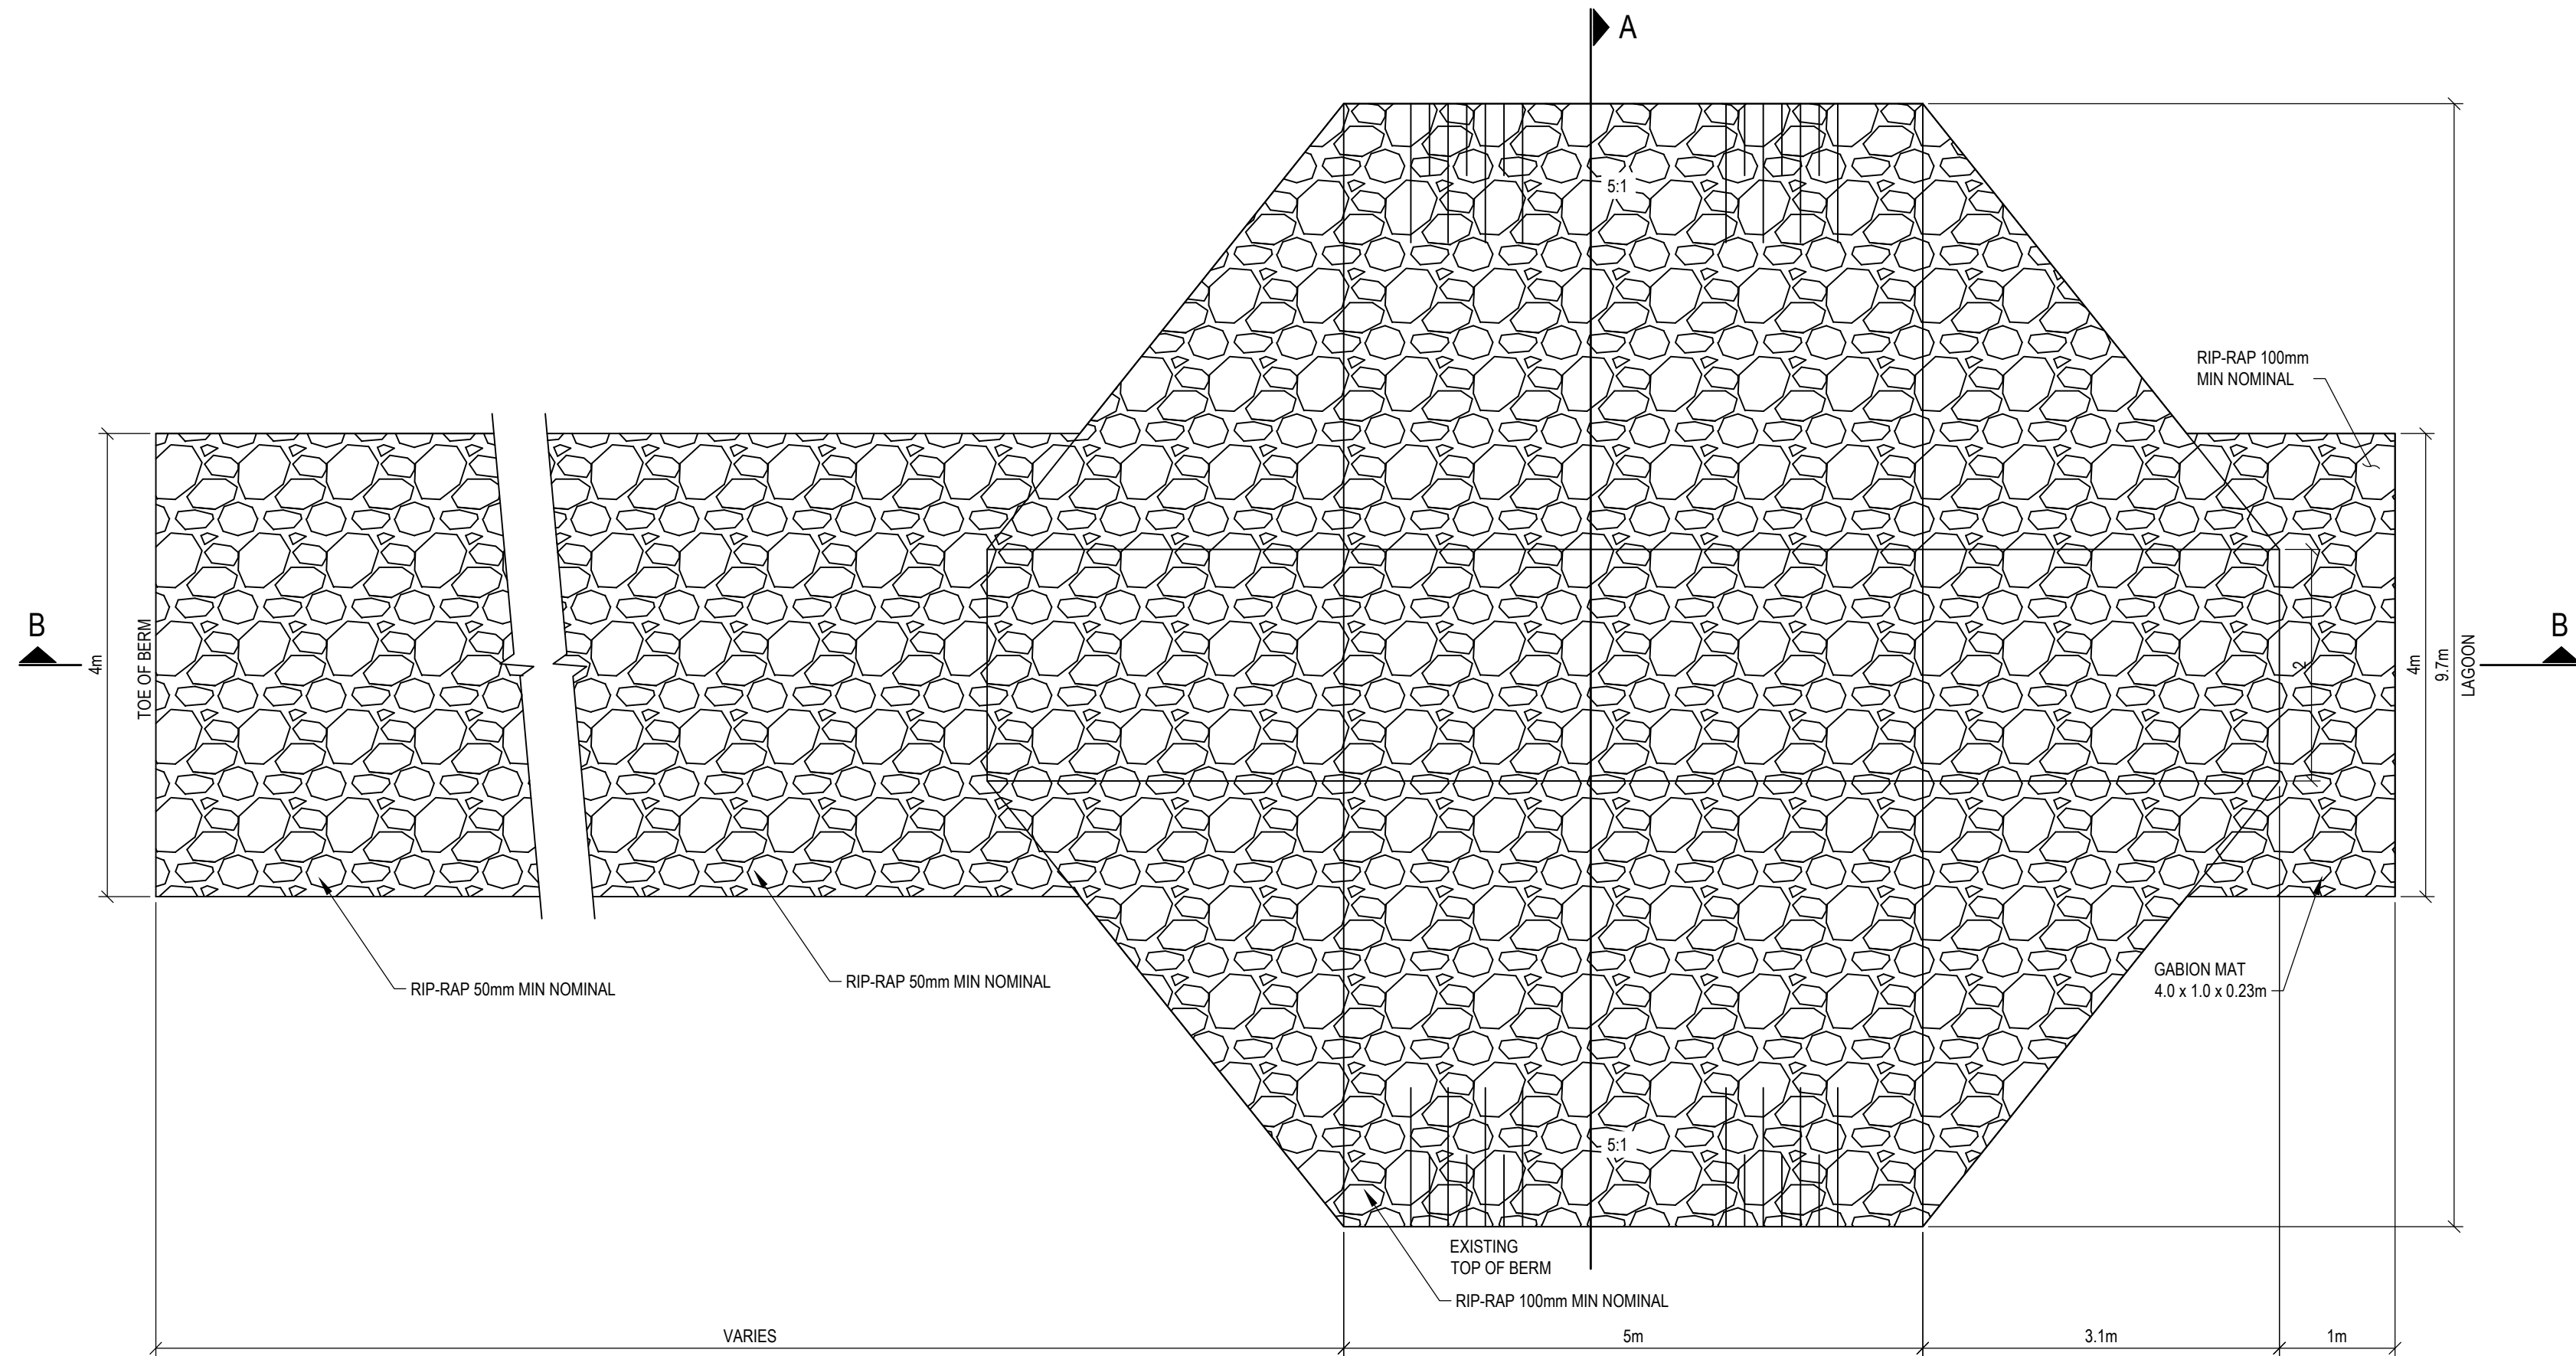 A
5:1
RIP-RAP 100mm
MIN NOMINAL
B
4m
TOE OF BERM
2
4m
9.7m
LAGOON
B
RIP-RAP 50mm MIN NOMINAL
RIP-RAP 50mm MIN NOMINAL
GABION MAT
4.0 x 1.0 x 0.23m
5:1
EXISTING
TOP OF BERM
RIP-RAP 100mm MIN NOMINAL
VARIES
5m
3.1m
1m